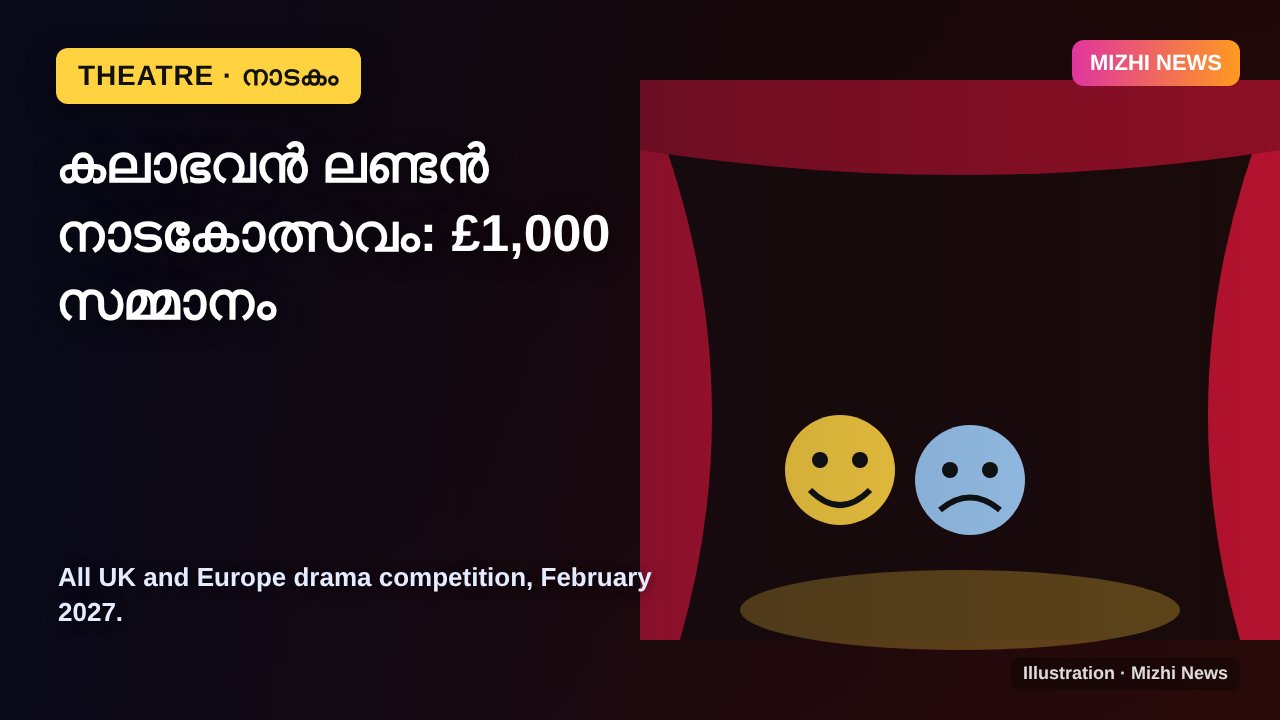 THEATRE · നാടകം
MIZHI NEWS
കലാഭവൻ ലണ്ടൻ
നാടകോത്സവം: £1,000
സമ്മാനം
All UK and Europe drama competition, February
2027.
Illustration · Mizhi News